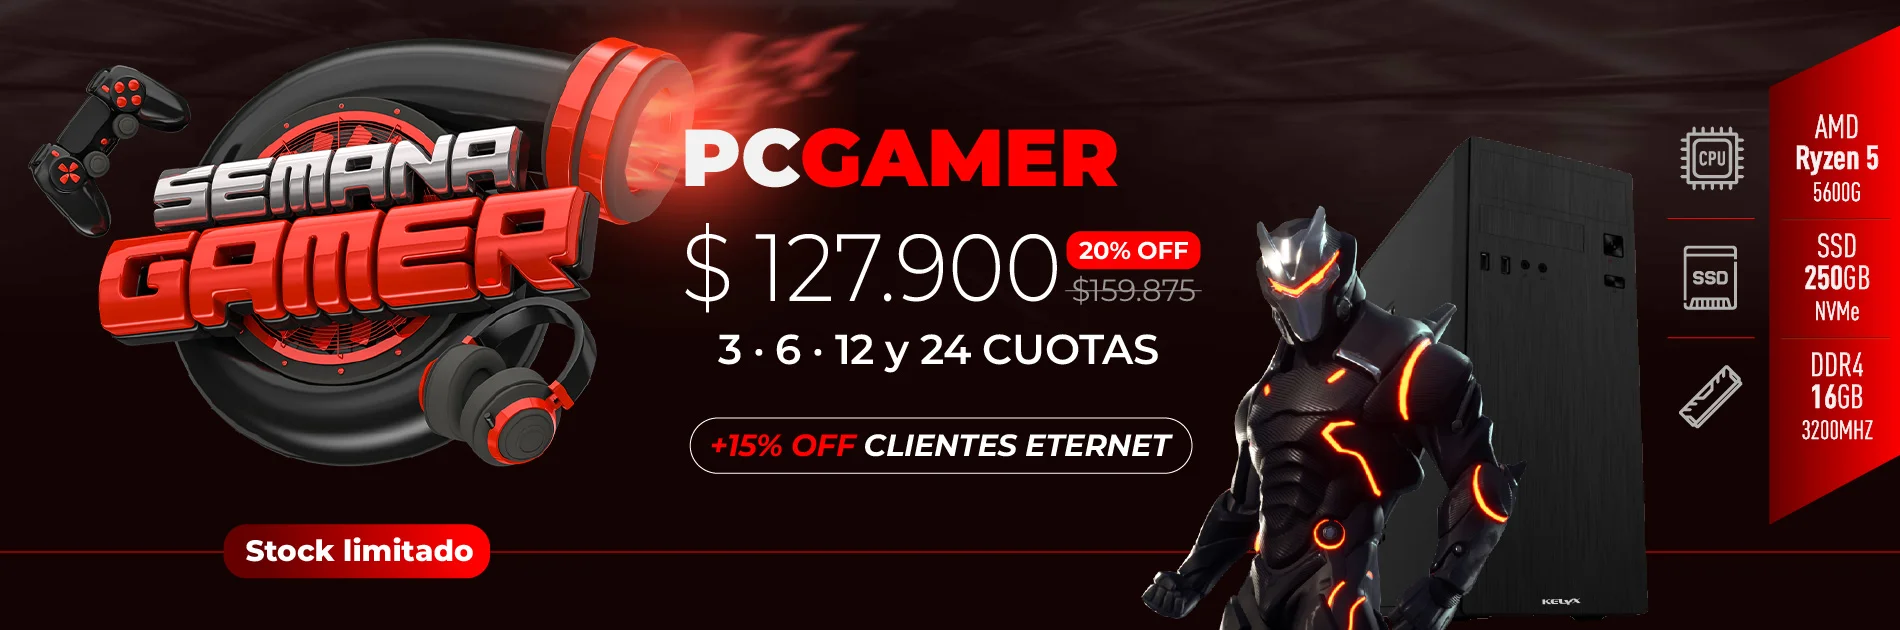 SEMANA
GAMER
PCGAMER
$ 127.900
20% OFF
$159.875
3 · 6 · 12 y 24 CUOTAS
+15% OFF CLIENTES ETERNET
Stock limitado
KELYX
CPU
AMD
Ryzen 5
5600G
SSD
SSD
250GB
NVMe
DDR4
16GB
3200MHZ